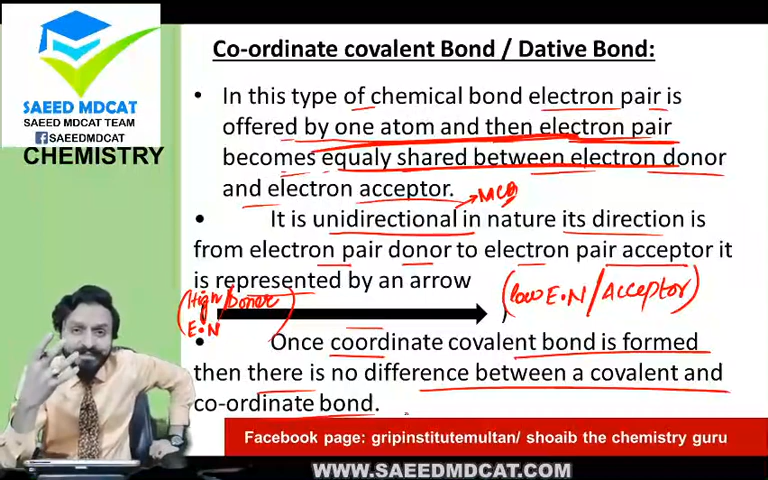 Co-ordinate covalent Bond / Dative Bond:
SAEED MDCAT
SAEED MDCAT TEAM
SAEEDMDCAT
CHEMISTRY
• In this type of chemical bond electron pair is
offered by one atom and then electron pair
becomes equaly shared between electron donor
and electron acceptor.
MCQ
• It is unidirectional in nature its direction is
from electron pair donor to electron pair acceptor it
is represented by an arrow
(High / Donor
E.N)
(low E.N / Acceptor)
• Once coordinate covalent bond is formed
then there is no difference between a covalent and
co-ordinate bond.
Facebook page: gripinstitutemultan/ shoaib the chemistry guru
WWW.SAEEDMDCAT.COM